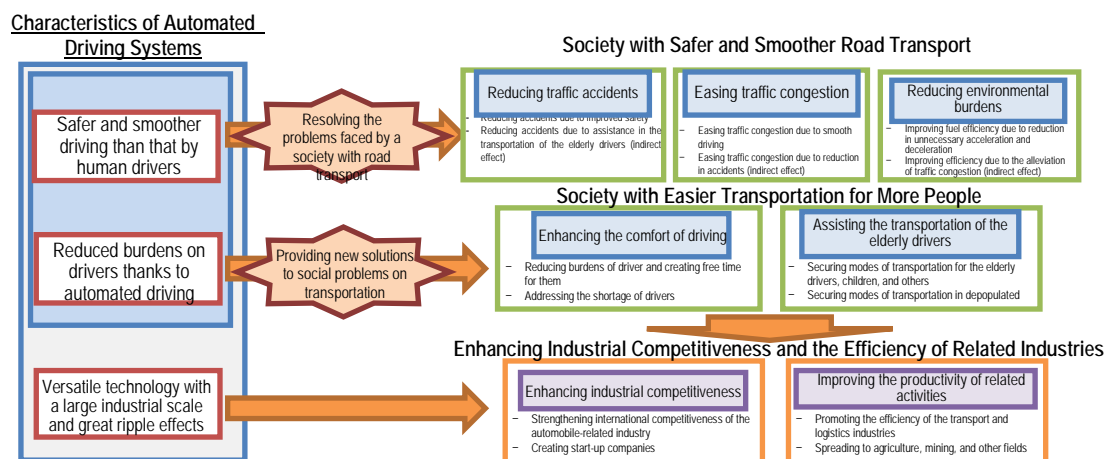 Characteristics of Automated
Driving Systems
Safer and smoother
driving than that by
human drivers
Reduced burdens on
drivers thanks to
automated driving
Versatile technology with
a large industrial scale
and great ripple effects
Resolving the
problems faced by a
society with road
transport
Providing new solutions
to social problems on
transportation
Society with Safer and Smoother Road Transport
Reducing traffic accidents
– Reducing accidents due to improved safety
– Reducing accidents due to assistance in the
transportation of the elderly drivers (indirect
effect)
Easing traffic congestion
– Easing traffic congestion due to smooth
driving
– Easing traffic congestion due to reduction
in accidents (indirect effect)
Reducing environmental
burdens
– Improving fuel efficiency due to reduction
in unnecessary acceleration and
deceleration
– Improving efficiency due to the alleviation
of traffic congestion (indirect effect)
Society with Easier Transportation for More People
Enhancing the comfort of driving
– Reducing burdens of driver and creating free time
for them
– Addressing the shortage of drivers
Assisting the transportation of the
elderly drivers
– Securing modes of transportation for the elderly
drivers, children, and others
– Securing modes of transportation in depopulated
Enhancing Industrial Competitiveness and the Efficiency of Related Industries
Enhancing industrial competitiveness
– Strengthening international competitiveness of the
automobile-related industry
– Creating start-up companies
Improving the productivity of related
activities
– Promoting the efficiency of the transport and
logistics industries
– Spreading to agriculture, mining, and other fields